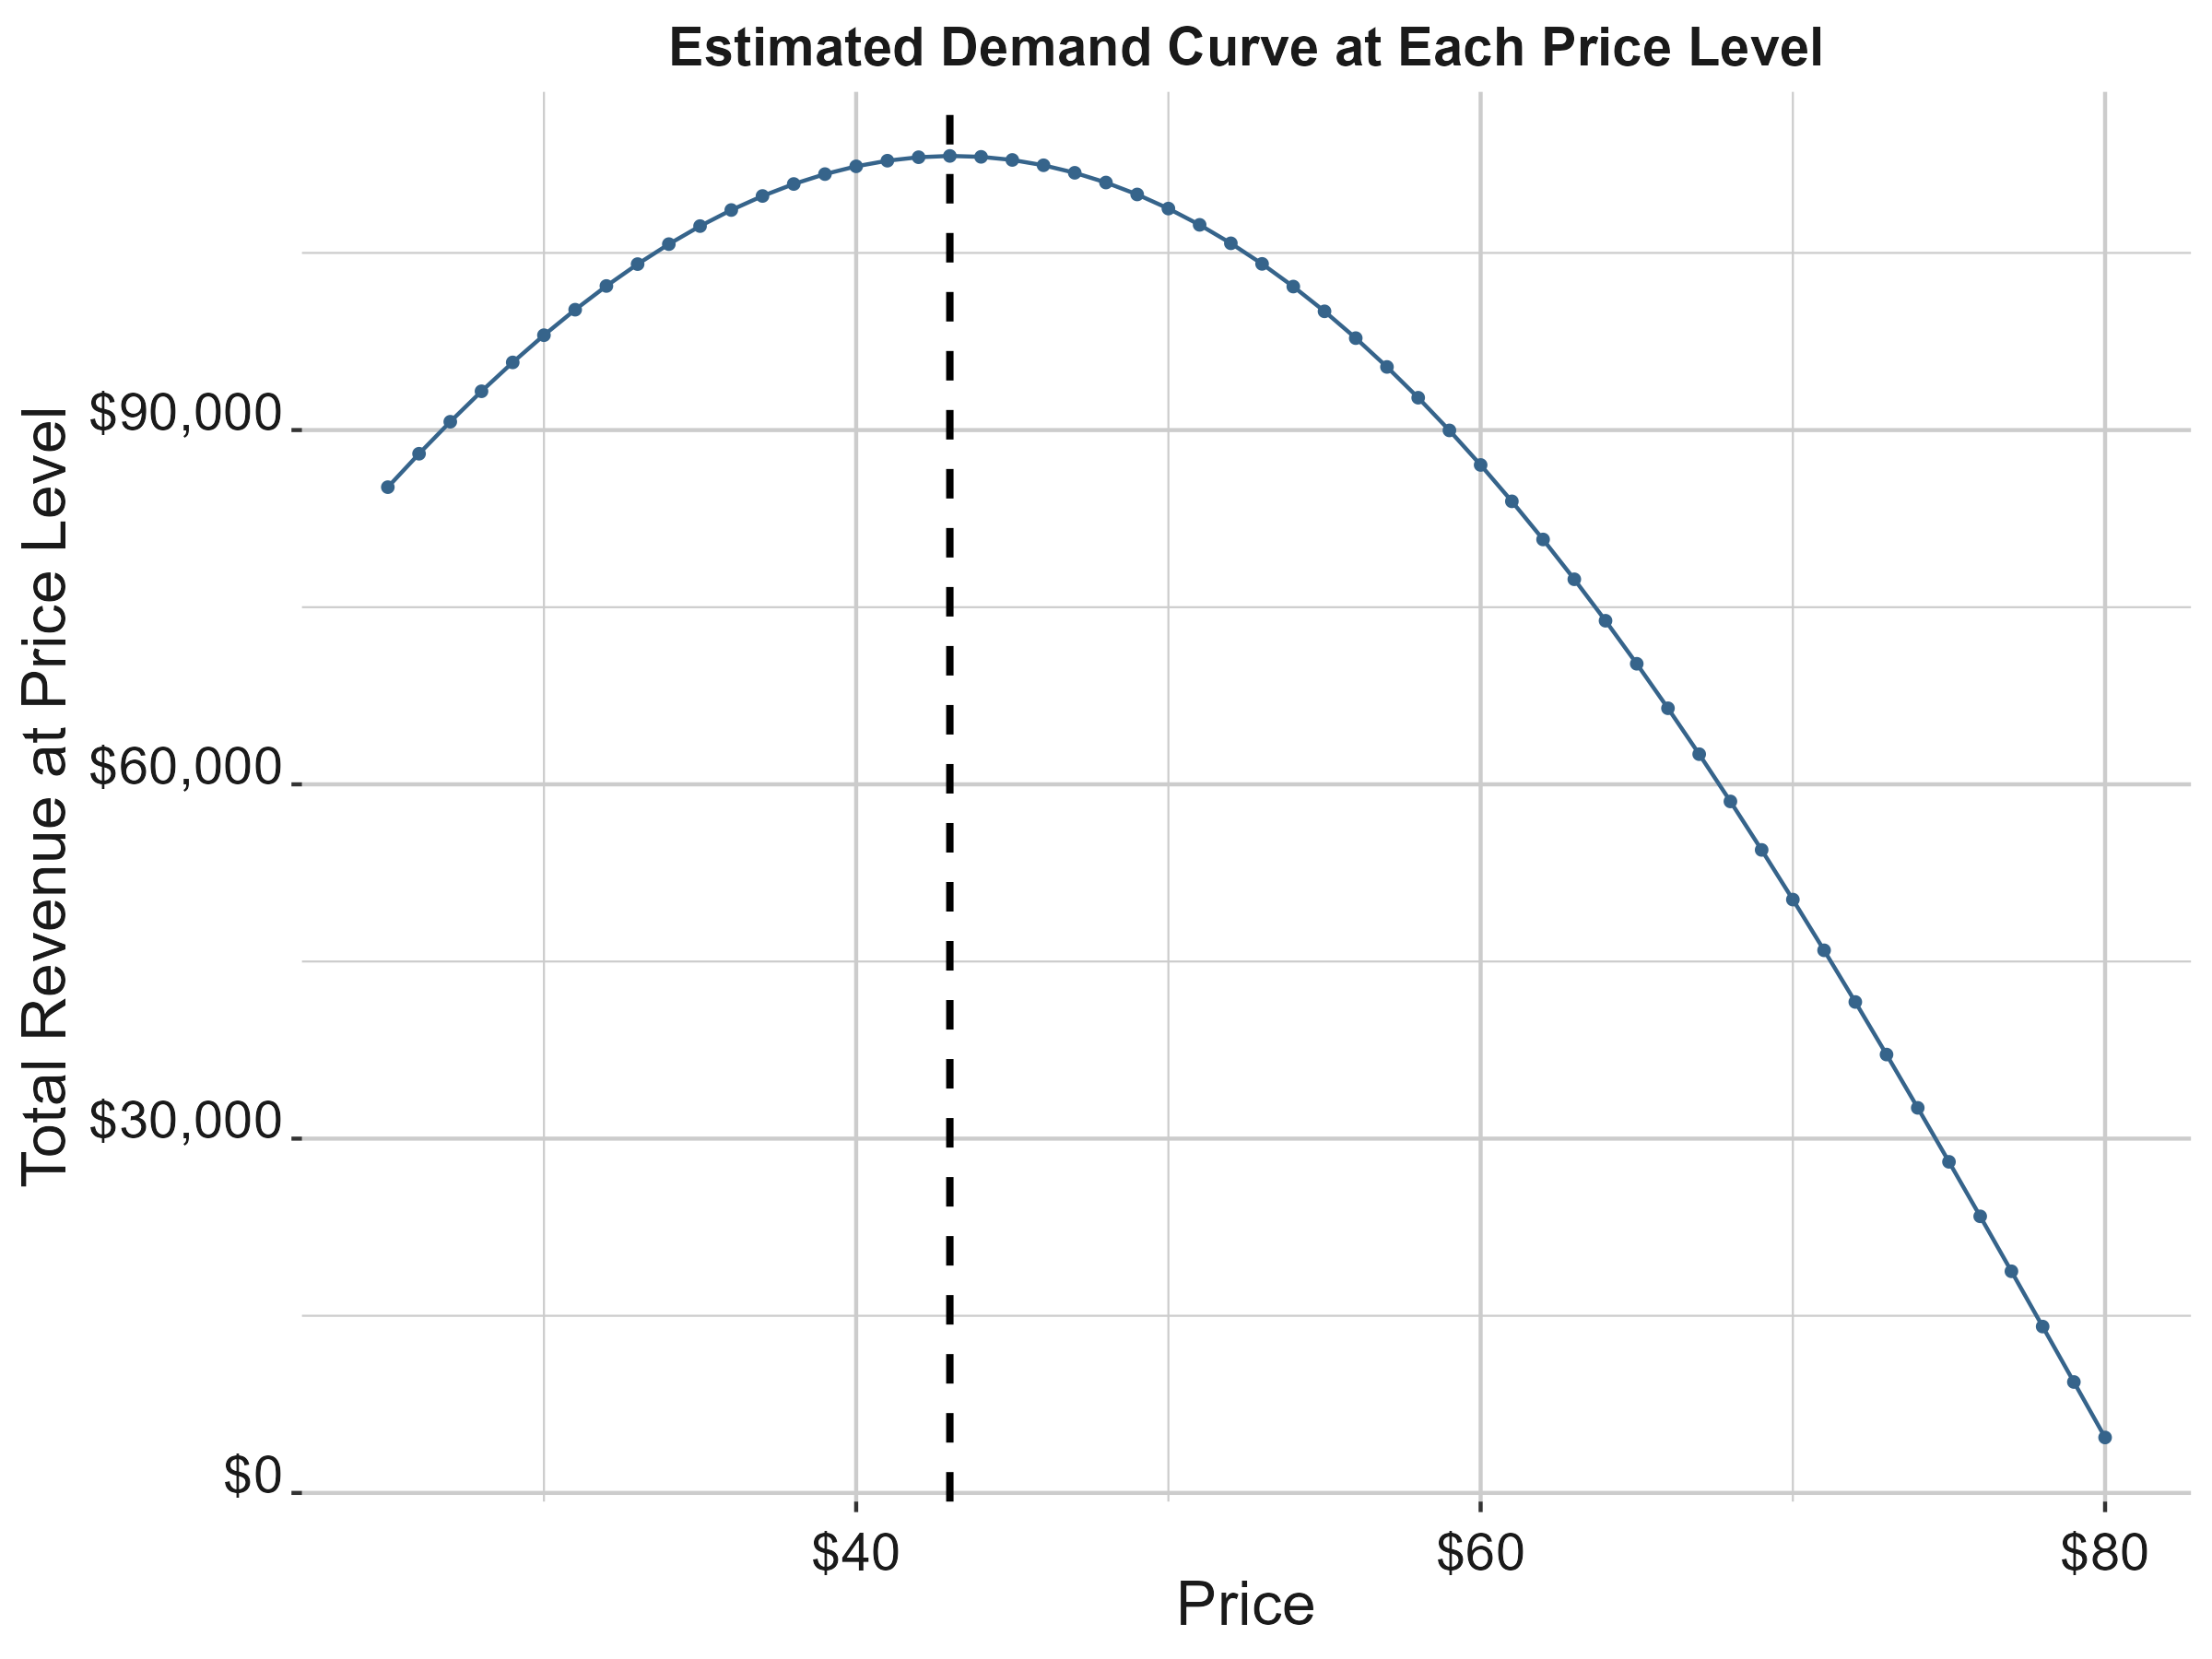 Estimated Demand Curve at Each Price Level
Total Revenue at Price Level
$90,000
$60,000
$30,000
$0
$40
$60
$80
Price